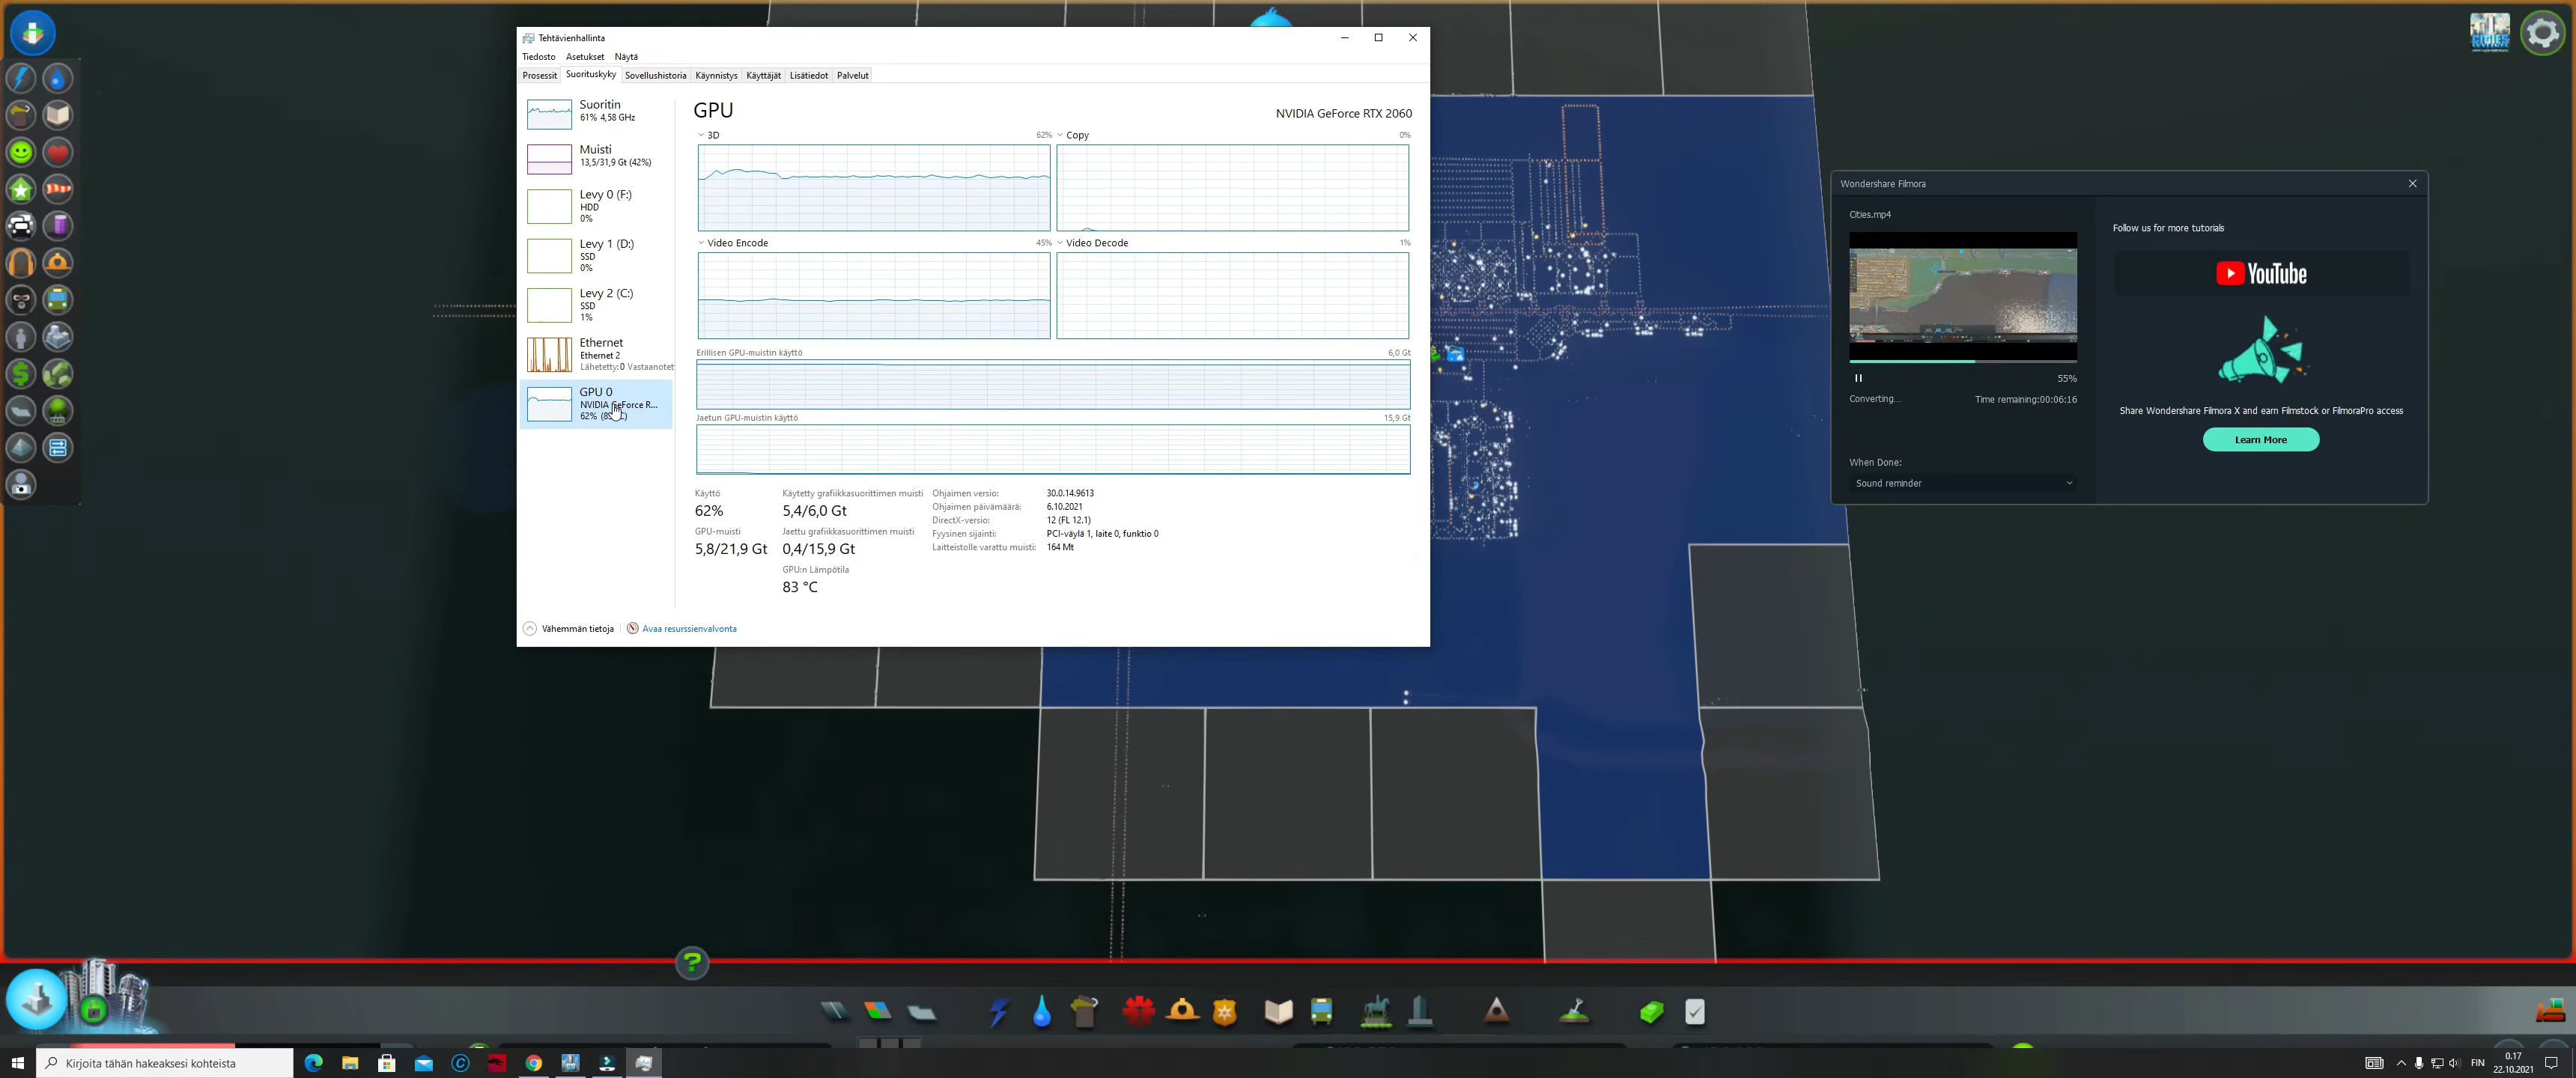 Tehtävienhallinta
Tiedosto Asetukset Näytä
Prosessit Suorituskyky Sovellushistoria Käynnistys Käyttäjät Lisätiedot Palvelut
Suoritin
61% 4,58 GHz
Muisti
13,5/31,9 Gt (42%)
Levy 0 (F:)
HDD
0%
Levy 1 (D:)
SSD
0%
Levy 2 (C:)
SSD
1%
Ethernet
Ethernet 2
Lähetetty: 0 Vastaanotet
GPU 0
NVIDIA GeForce R...
62%
GPU
NVIDIA GeForce RTX 2060
3D 62%
Copy 0%
Video Encode 45%
Video Decode 1%
Erillisen GPU-muistin käyttö 6,0 Gt
Jaetun GPU-muistin käyttö 15,9 Gt
Käyttö
62%
Käytetty grafiikkasuorittimen muisti
5,4/6,0 Gt
GPU-muisti
5,8/21,9 Gt
Jaettu grafiikkasuorittimen muisti
0,4/15,9 Gt
GPU:n Lämpötila
83 °C
Ohjaimen versio: 30.0.14.9613
Ohjaimen päivämäärä: 6.10.2021
DirectX-versio: 12 (FL 12.1)
Fyysinen sijainti: PCI-väylä 1, laite 0, funktio 0
Laitteistolle varattu muisti: 164 Mt
Vähemmän tietoja
Avaa resurssienvalvonta
Wondershare Filmora
Cities.mp4
55%
Converting...
Time remaining:00:06:16
When Done:
Sound reminder
Follow us for more tutorials
YouTube
Share Wondershare Filmora X and earn Filmstock or FilmoraPro access
Learn More
CITIES
?
Kirjoita tähän hakeaksesi kohteista
FIN
0.17
22.10.2021